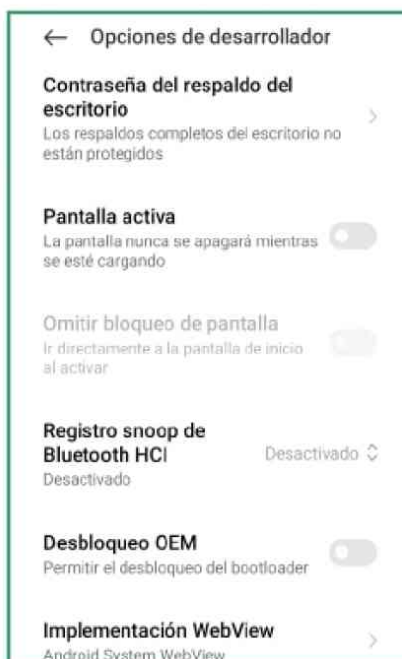 Opciones de desarrollador
Contraseña del respaldo del
escritorio
Los respaldos completos del escritorio no
están protegidos
Pantalla activa
La pantalla nunca se apagará mientras
se esté cargando
Omitir bloqueo de pantalla
Ir directamente a la pantalla de inicio
al activar
Registro snoop de
Bluetooth HCI
Desactivado
Desactivado
Desbloqueo OEM
Permitir el desbloqueo del bootloader
Implementación WebView
Android System WebView